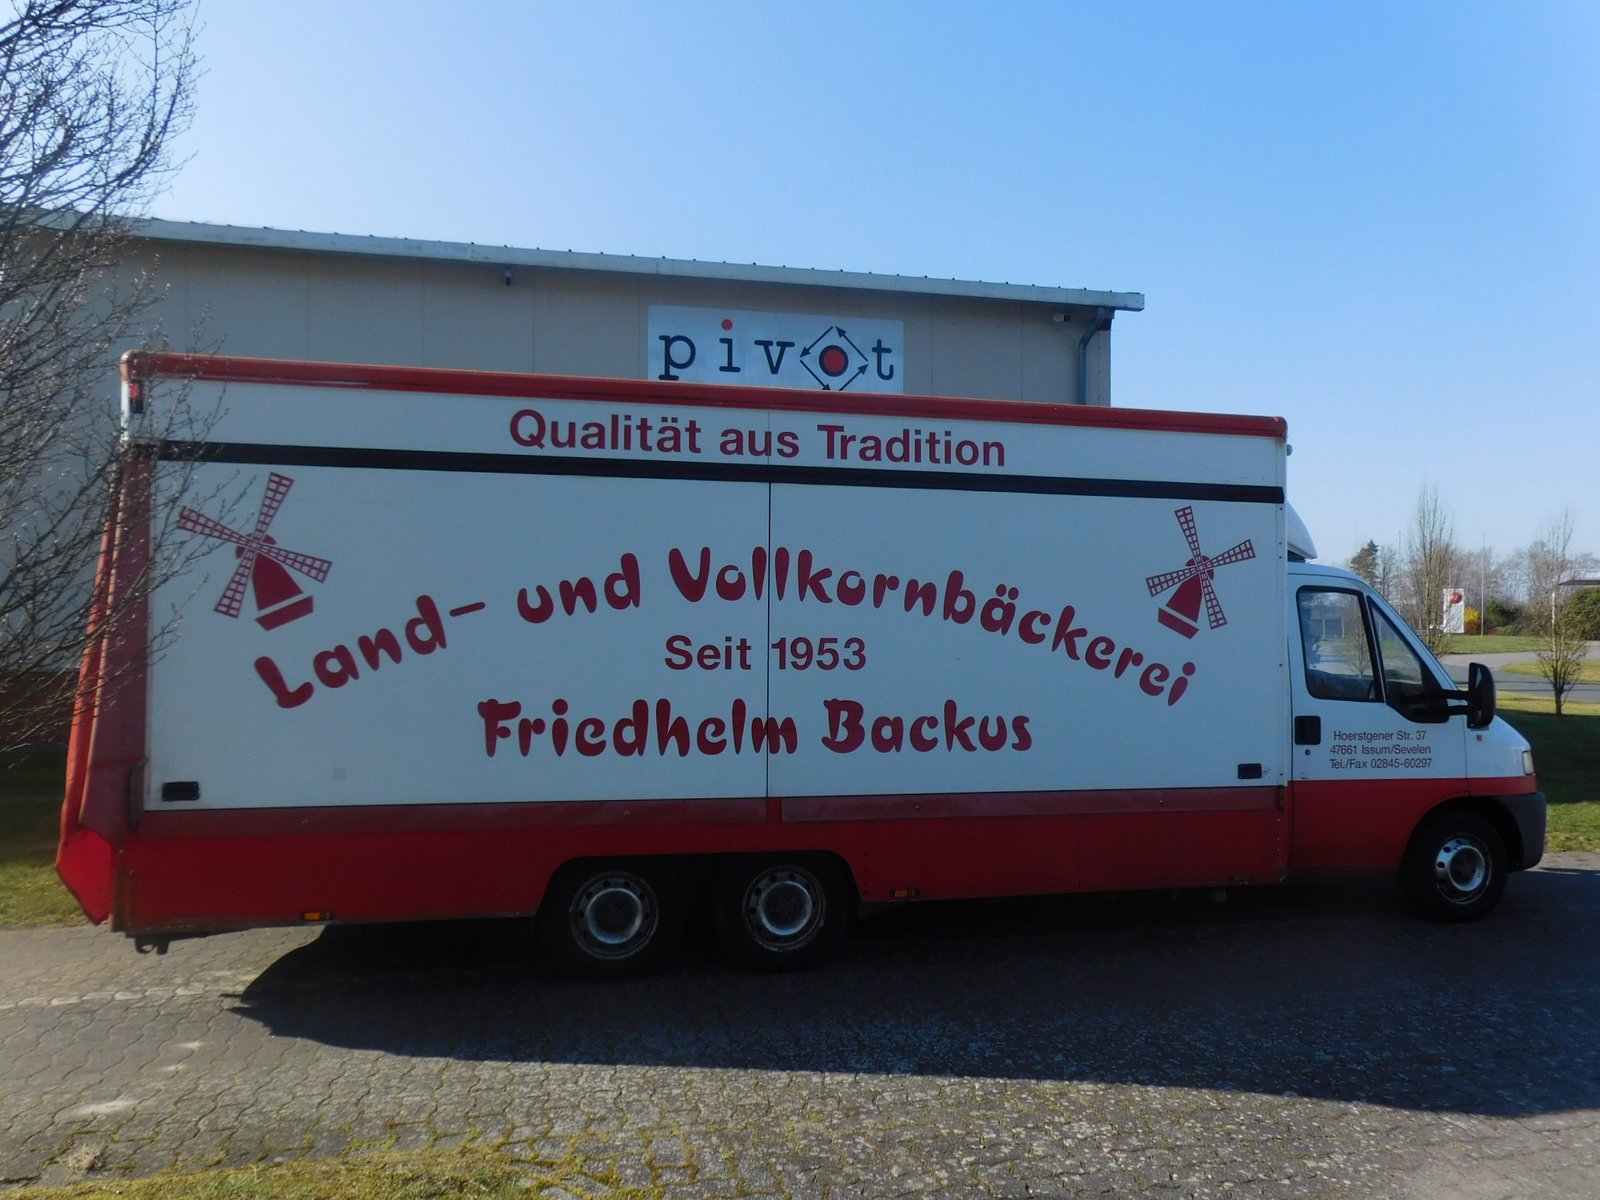 pivot
Qualität aus Tradition
Land- und Vollkornbäckerei
Seit 1953
Friedhelm Backus
Hoerstgener Str. 37
47661 Issum/Sevelen
Tel./Fax 02845-60297